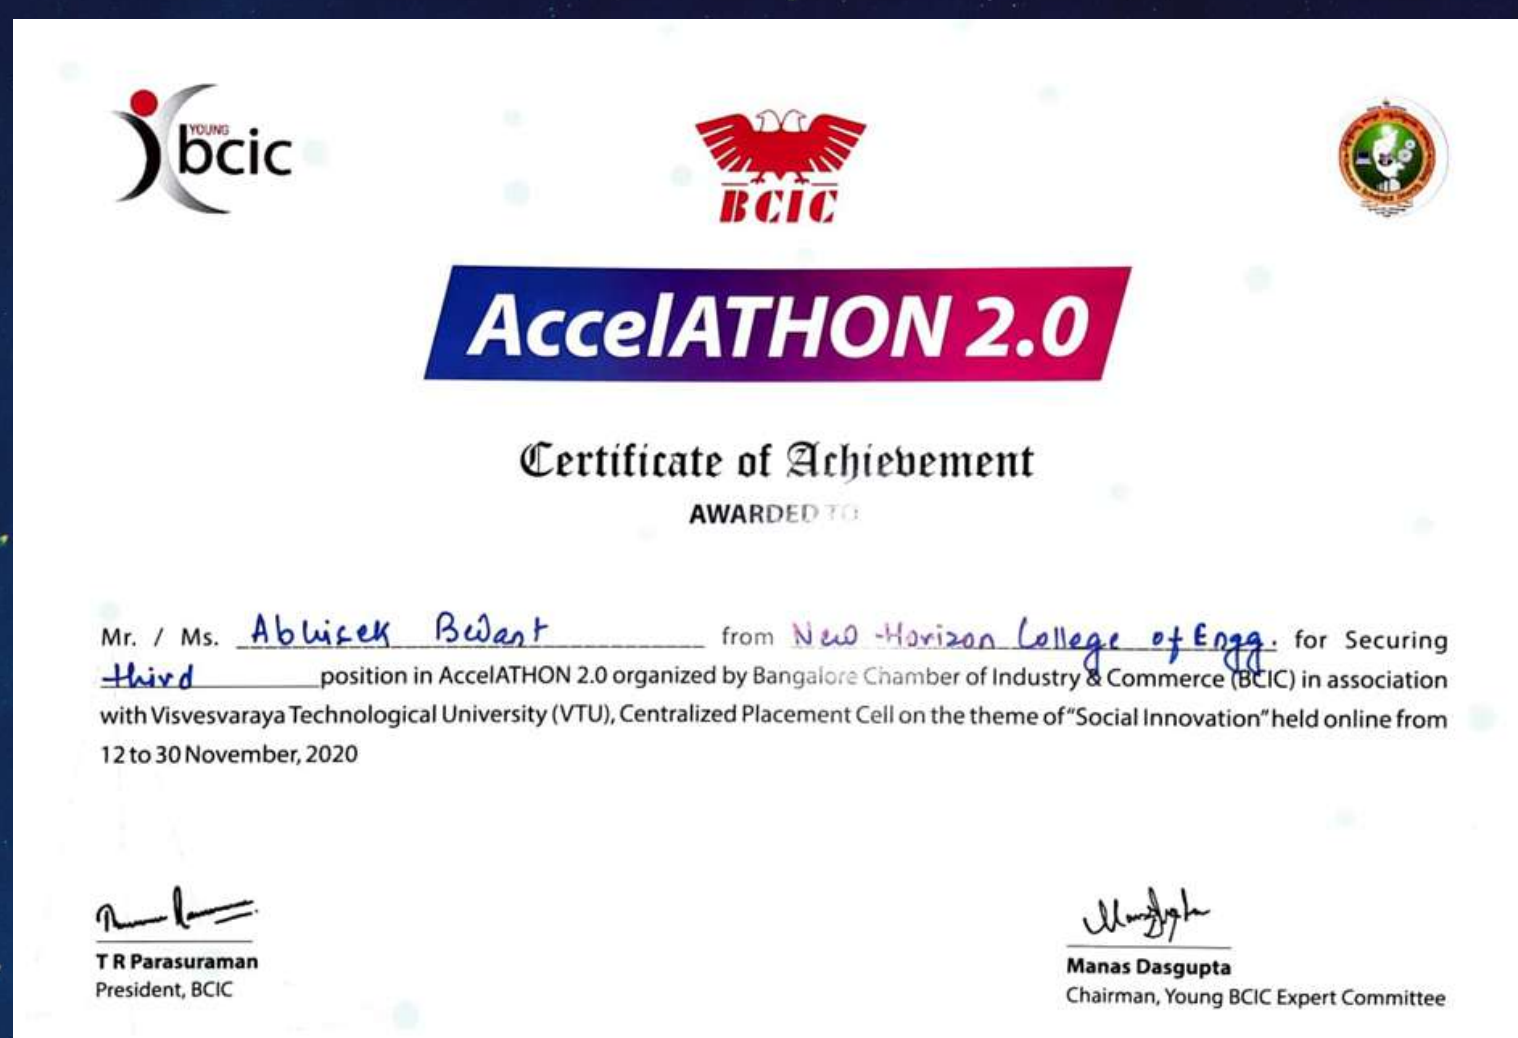 YOUNG
bcic
BCIC
AccelATHON 2.0
Certificate of Achievement
AWARDED TO
Mr. / Ms. Abhisek Bedant from New Horizon College of Engg. for Securing
third position in AccelATHON 2.0 organized by Bangalore Chamber of Industry & Commerce (BCIC) in association
with Visvesvaraya Technological University (VTU), Centralized Placement Cell on the theme of "Social Innovation" held online from
12 to 30 November, 2020
T R Parasuraman
President, BCIC
Manas Dasgupta
Chairman, Young BCIC Expert Committee